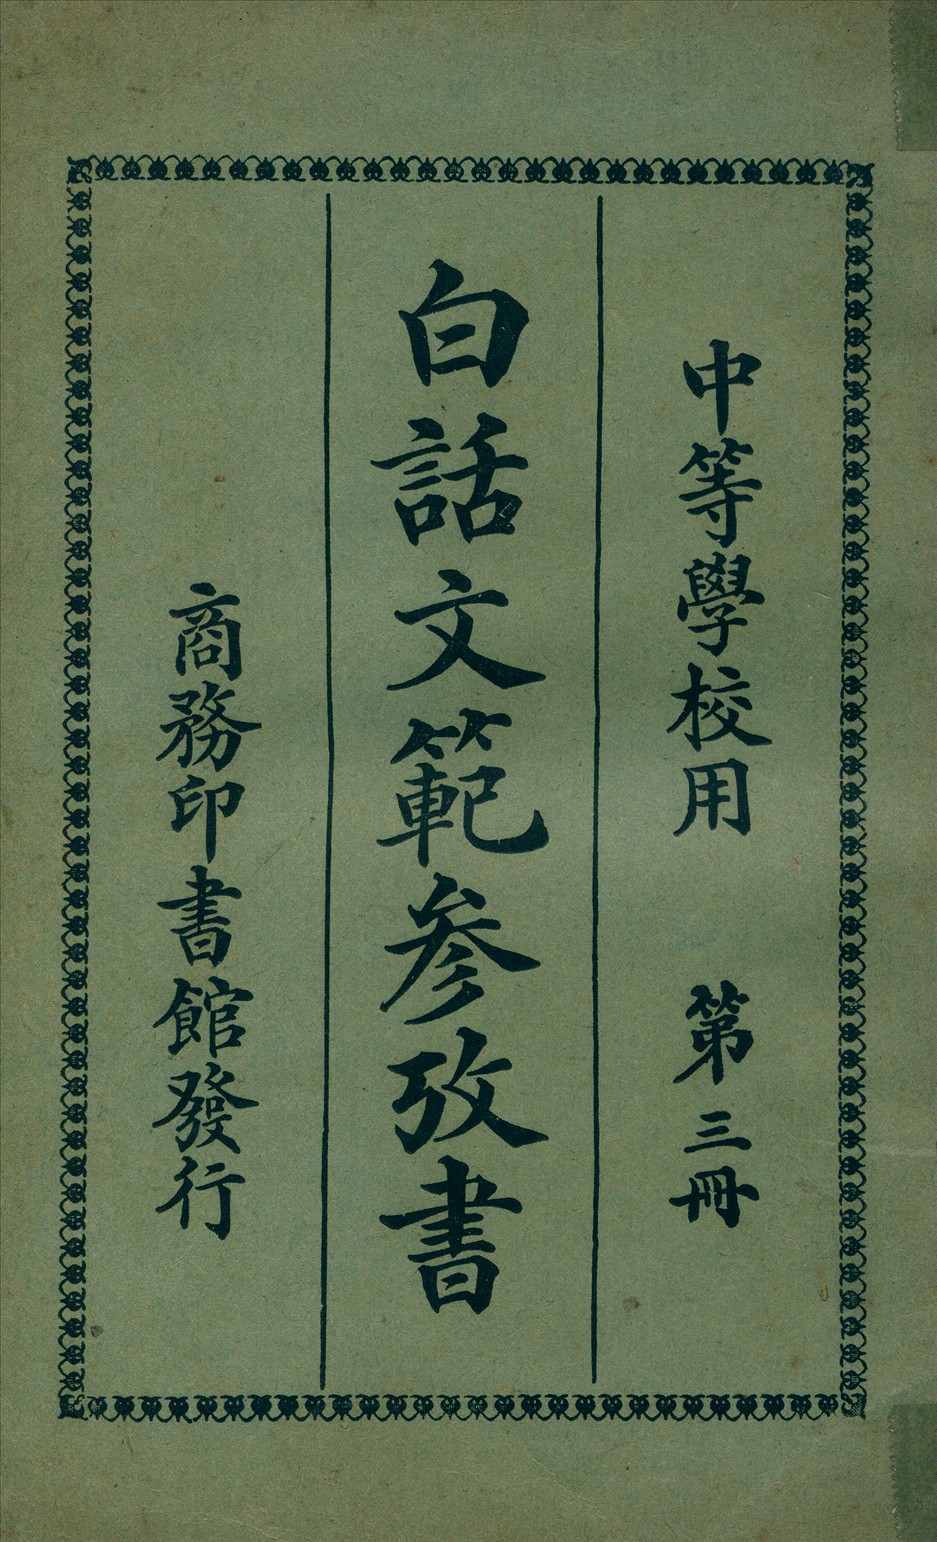 中等學校用 第三冊
白話文範參攷書
商務印書館發行